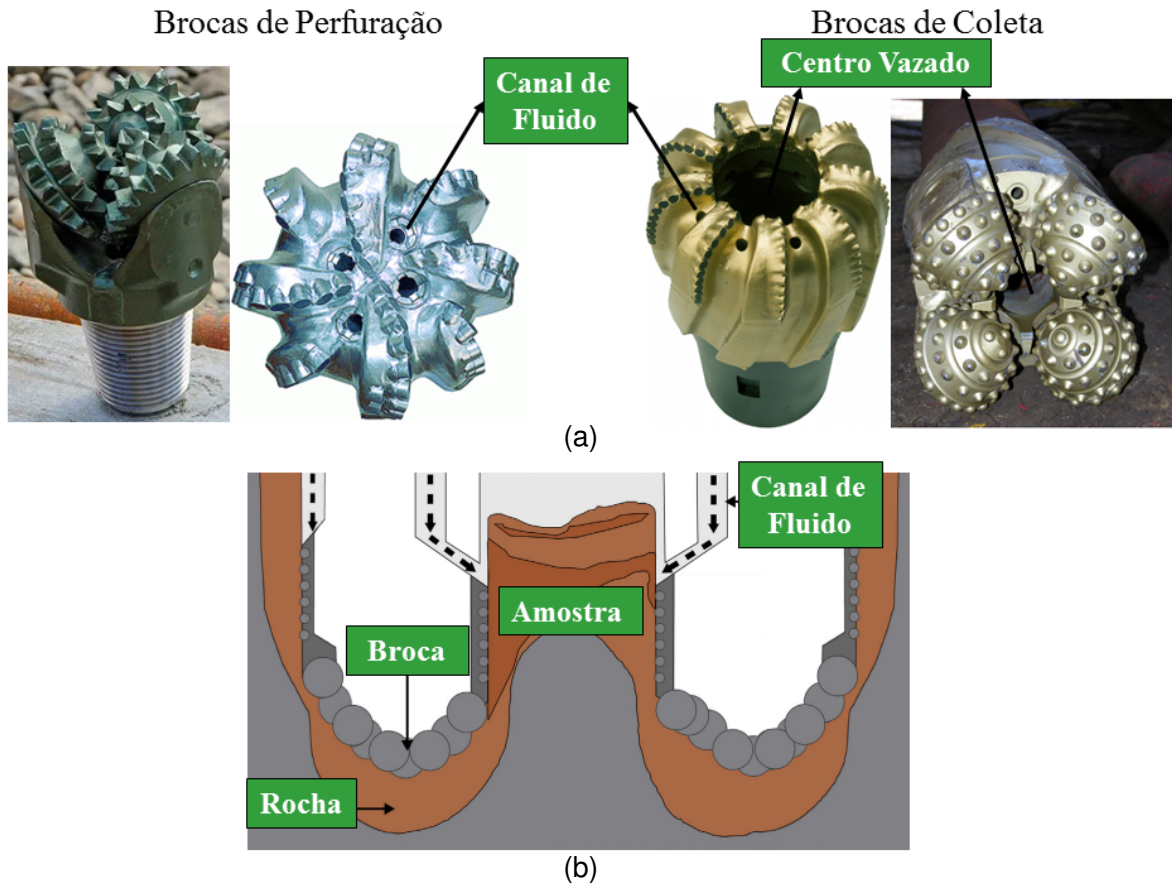 Brocas de Perfuração
Brocas de Coleta
Canal de
Fluido
Centro Vazado
(a)
Canal de
Fluido
Amostra
Broca
Rocha
(b)